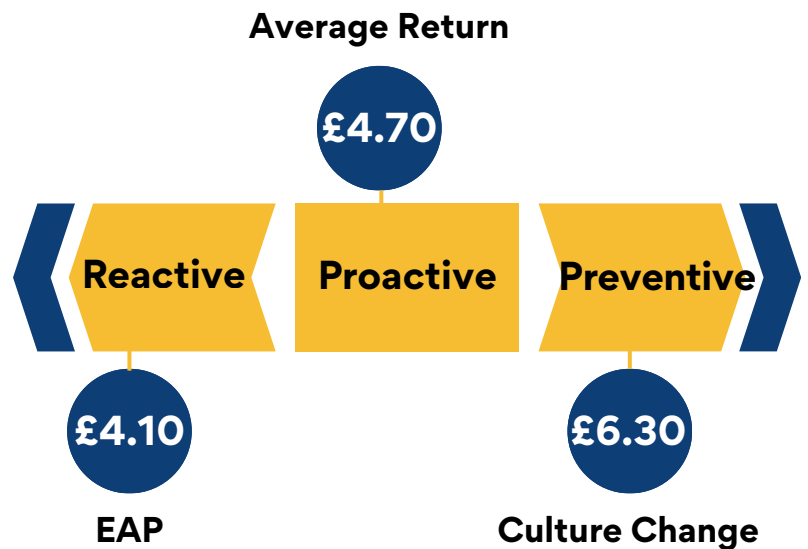 Average Return
£4.70
Reactive
Proactive
Preventive
£4.10
£6.30
EAP
Culture Change